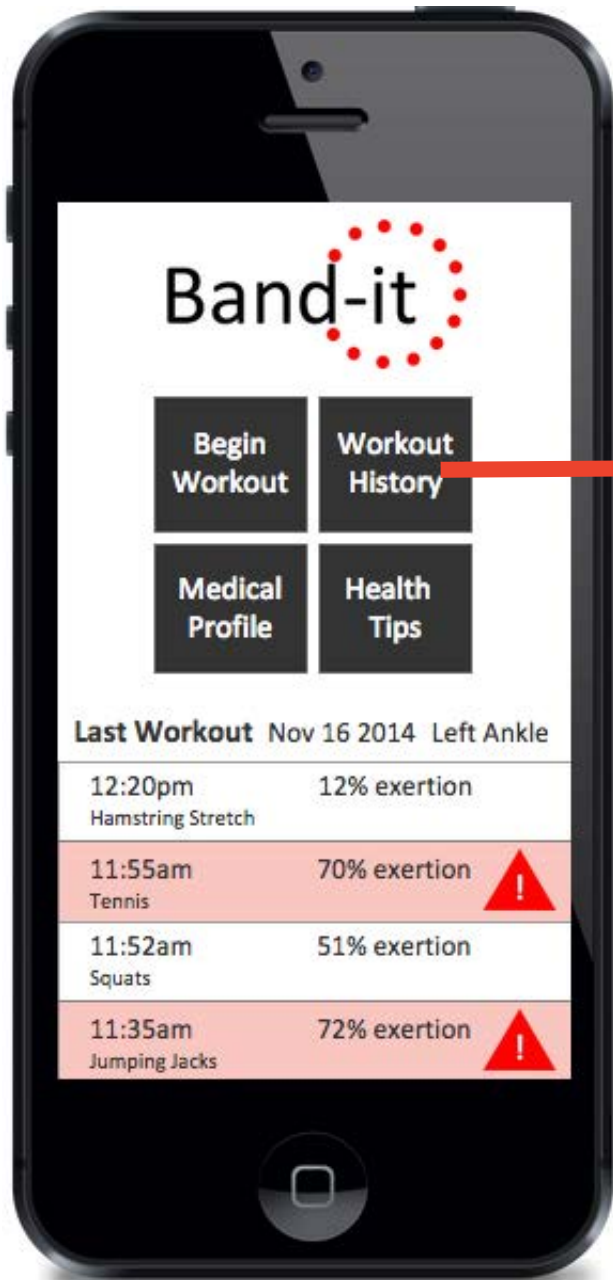 Band-it
Begin Workout
Workout History
Medical Profile
Health Tips
Last Workout Nov 16 2014 Left Ankle
12:20pm 12% exertion
Hamstring Stretch
11:55am 70% exertion !
Tennis
11:52am 51% exertion
Squats
11:35am 72% exertion !
Jumping Jacks